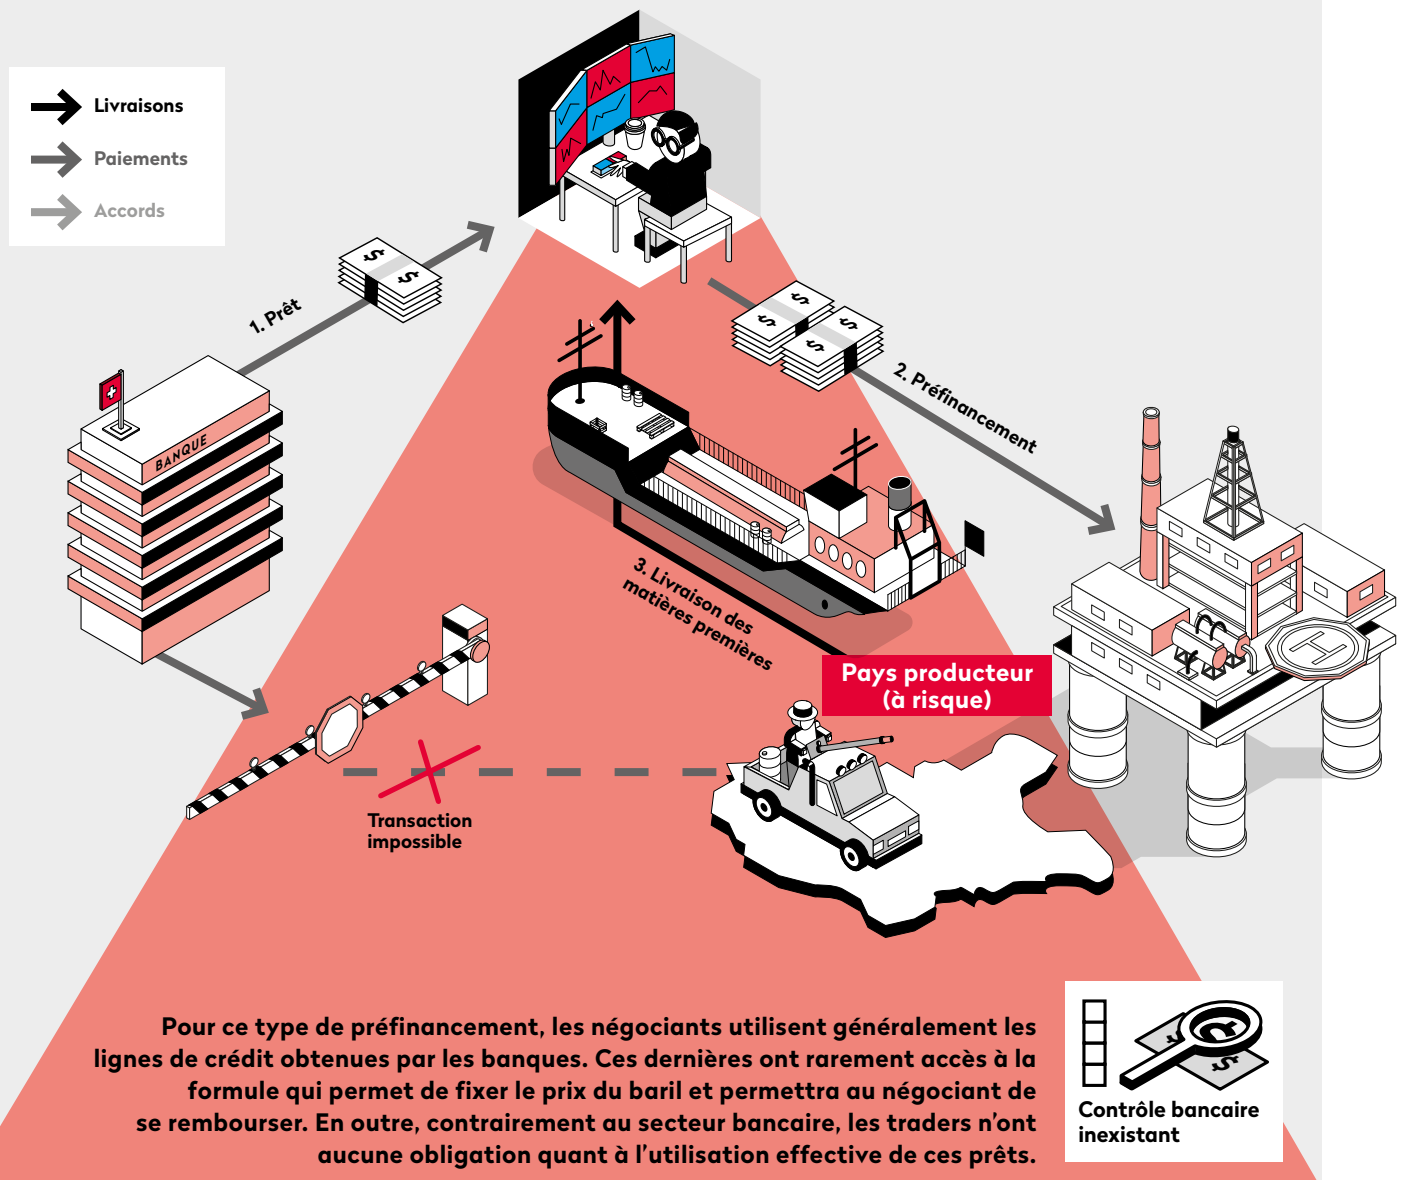 Livraisons
Paiements
Accords
1. Prêt
2. Préfinancement
BANQUE
3. Livraison des
matières premières
Pays producteur
(à risque)
Transaction
impossible
Pour ce type de préfinancement, les négociants utilisent généralement les
lignes de crédit obtenues par les banques. Ces dernières ont rarement accès à la
formule qui permet de fixer le prix du baril et permettra au négociant de
se rembourser. En outre, contrairement au secteur bancaire, les traders n’ont
aucune obligation quant à l’utilisation effective de ces prêts.
Contrôle bancaire
inexistant